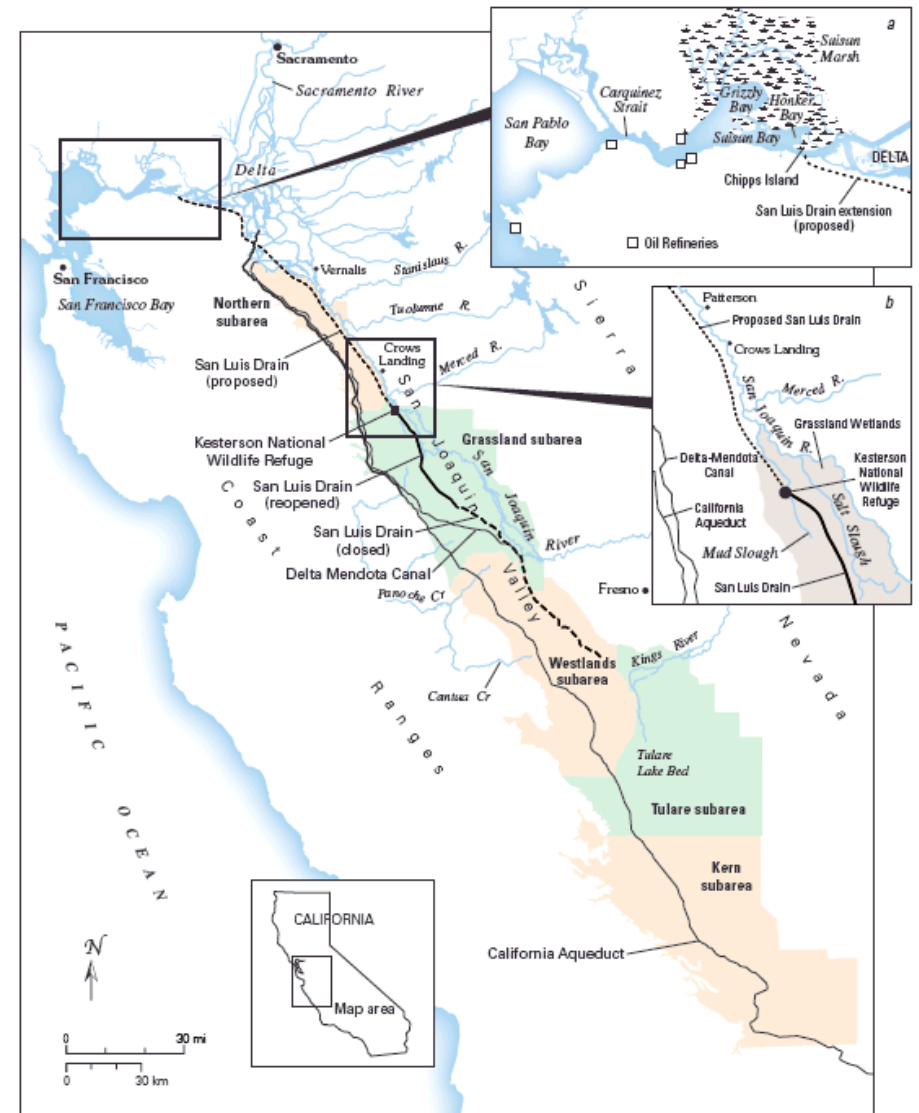 Sacramento
Sacramento River
Delta
San Francisco
San Francisco Bay
Vernalis
Stanislaus R.
Northern
subarea
Tuolumne R.
San Luis Drain
(proposed)
Crows
Landing
Merced R.
Kesterson National
Wildlife Refuge
Grassland subarea
San Luis Drain
(reopened)
San Joaquin Valley
San Joaquin River
San Luis Drain
(closed)
Delta Mendota Canal
Panoche Cr
Fresno
Cantua Cr
Westlands
subarea
Kings River
Tulare
Lake Bed
Tulare subarea
Kern
subarea
California Aqueduct
Coast Ranges
Sierra Nevada
PACIFIC OCEAN
N
0 30 mi
0 30 km
CALIFORNIA
Map area
a
Suisun
Marsh
Carquinez
Strait
Grizzly
Bay
Honker
Bay
San Pablo
Bay
Suisun Bay
DELTA
Chipps Island
San Luis Drain extension
(proposed)
Oil Refineries
b
Patterson
Proposed San Luis Drain
Crows Landing
Merced R.
San Joaquin R.
Grassland Wetlands
Delta-Mendota
Canal
Kesterson
National
Wildlife
Refuge
California
Aqueduct
Salt Slough
Mud Slough
San Luis Drain